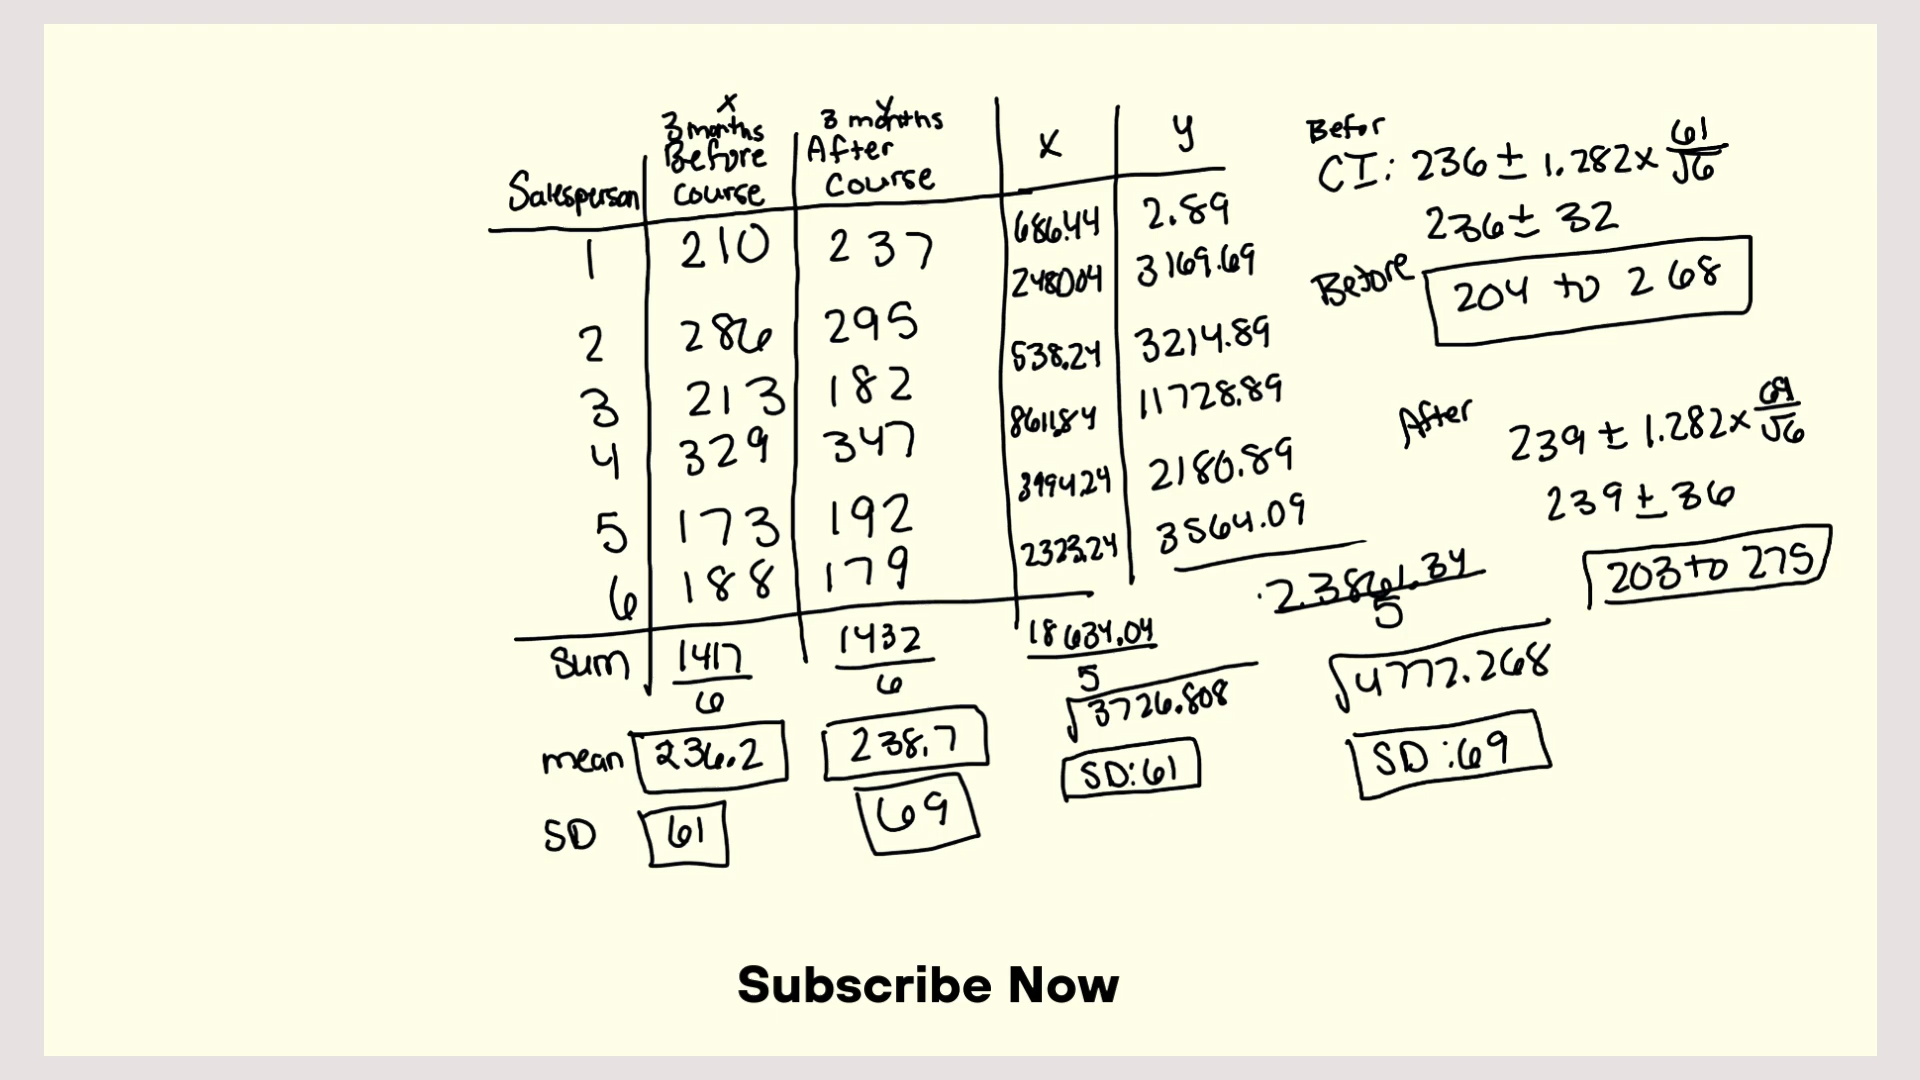 x y
3 months 3 months x y
Before After
Salesperson course Course
1 210 237 686.44 2.89
2 286 295 2480.04 3169.69
3 213 182 538.24 3214.89
4 329 347 8611.84 11728.89
5 173 192 3994.24 2180.89
6 188 179 2323.24 3564.09
Sum 1417 1432 18634.04 2.3861.34
6 6 5 5
√3726.808 √4772.268
mean 236.2 238.7 SD:61 SD:69
SD 61 69
Befor
CI: 236 ± 1.282 x 61/√6
236 ± 32
Before 204 to 268
After 239 ± 1.282 x 69/√6
239 ± 36
203 to 275
Subscribe Now